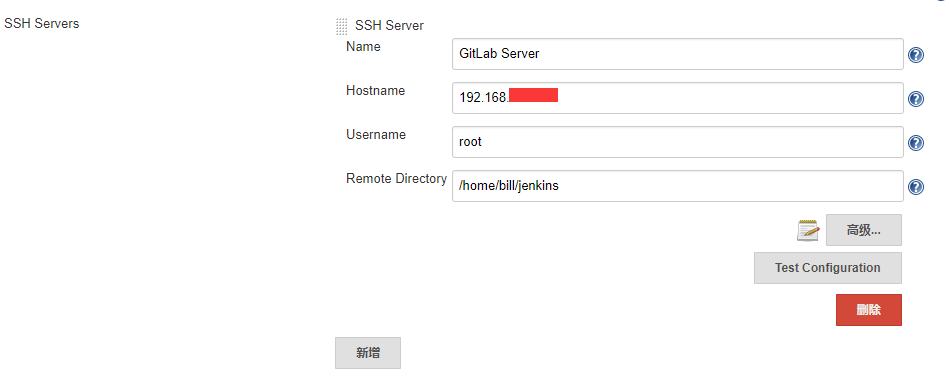 SSH Servers
SSH Server
Name
GitLab Server
Hostname
192.168.
Username
root
Remote Directory
/home/bill/jenkins
高级...
Test Configuration
删除
新增